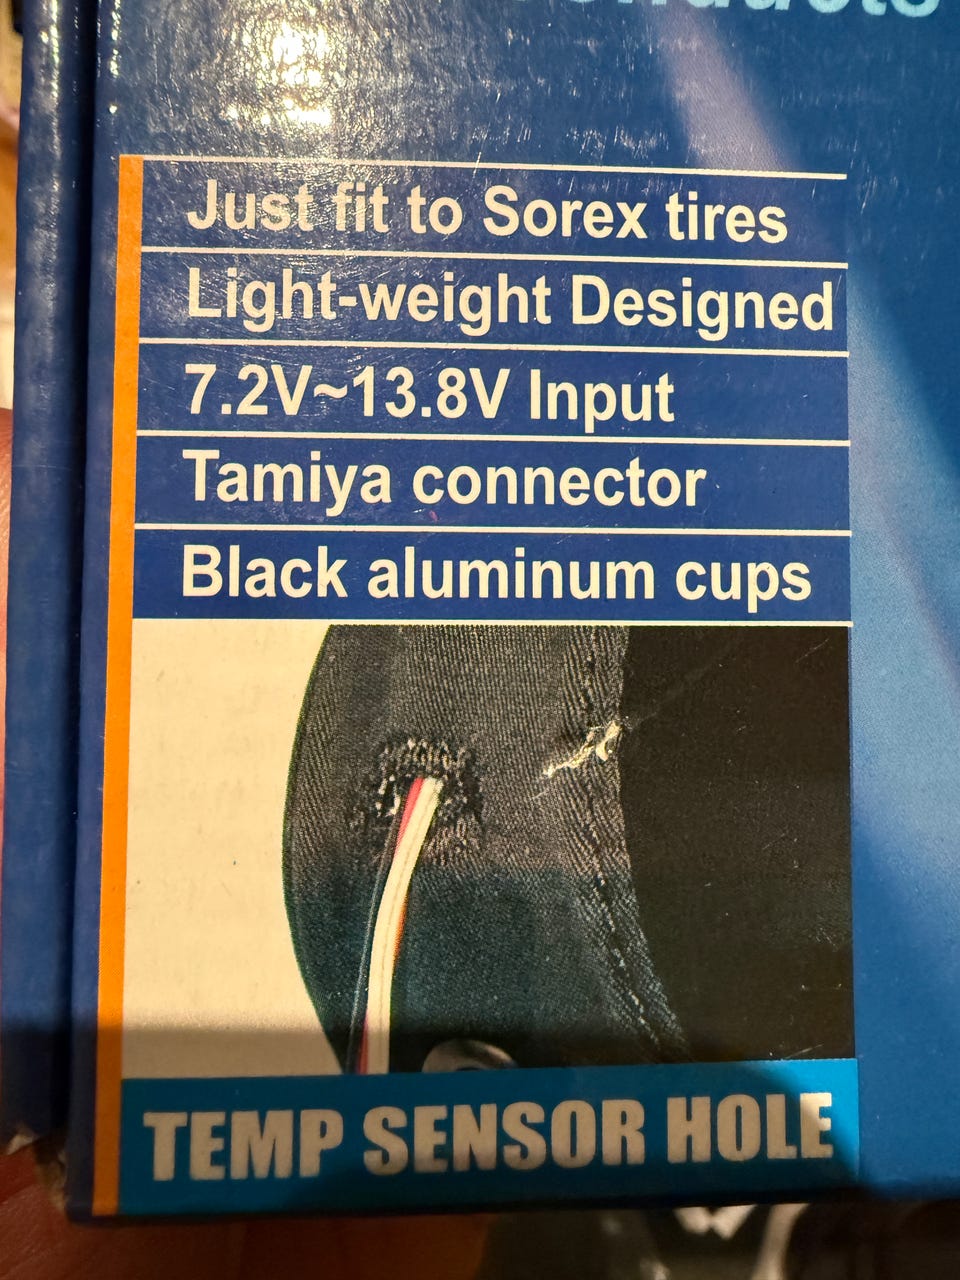 Just fit to Sorex tires
Light-weight Designed
7.2V~13.8V Input
Tamiya connector
Black aluminum cups
TEMP SENSOR HOLE